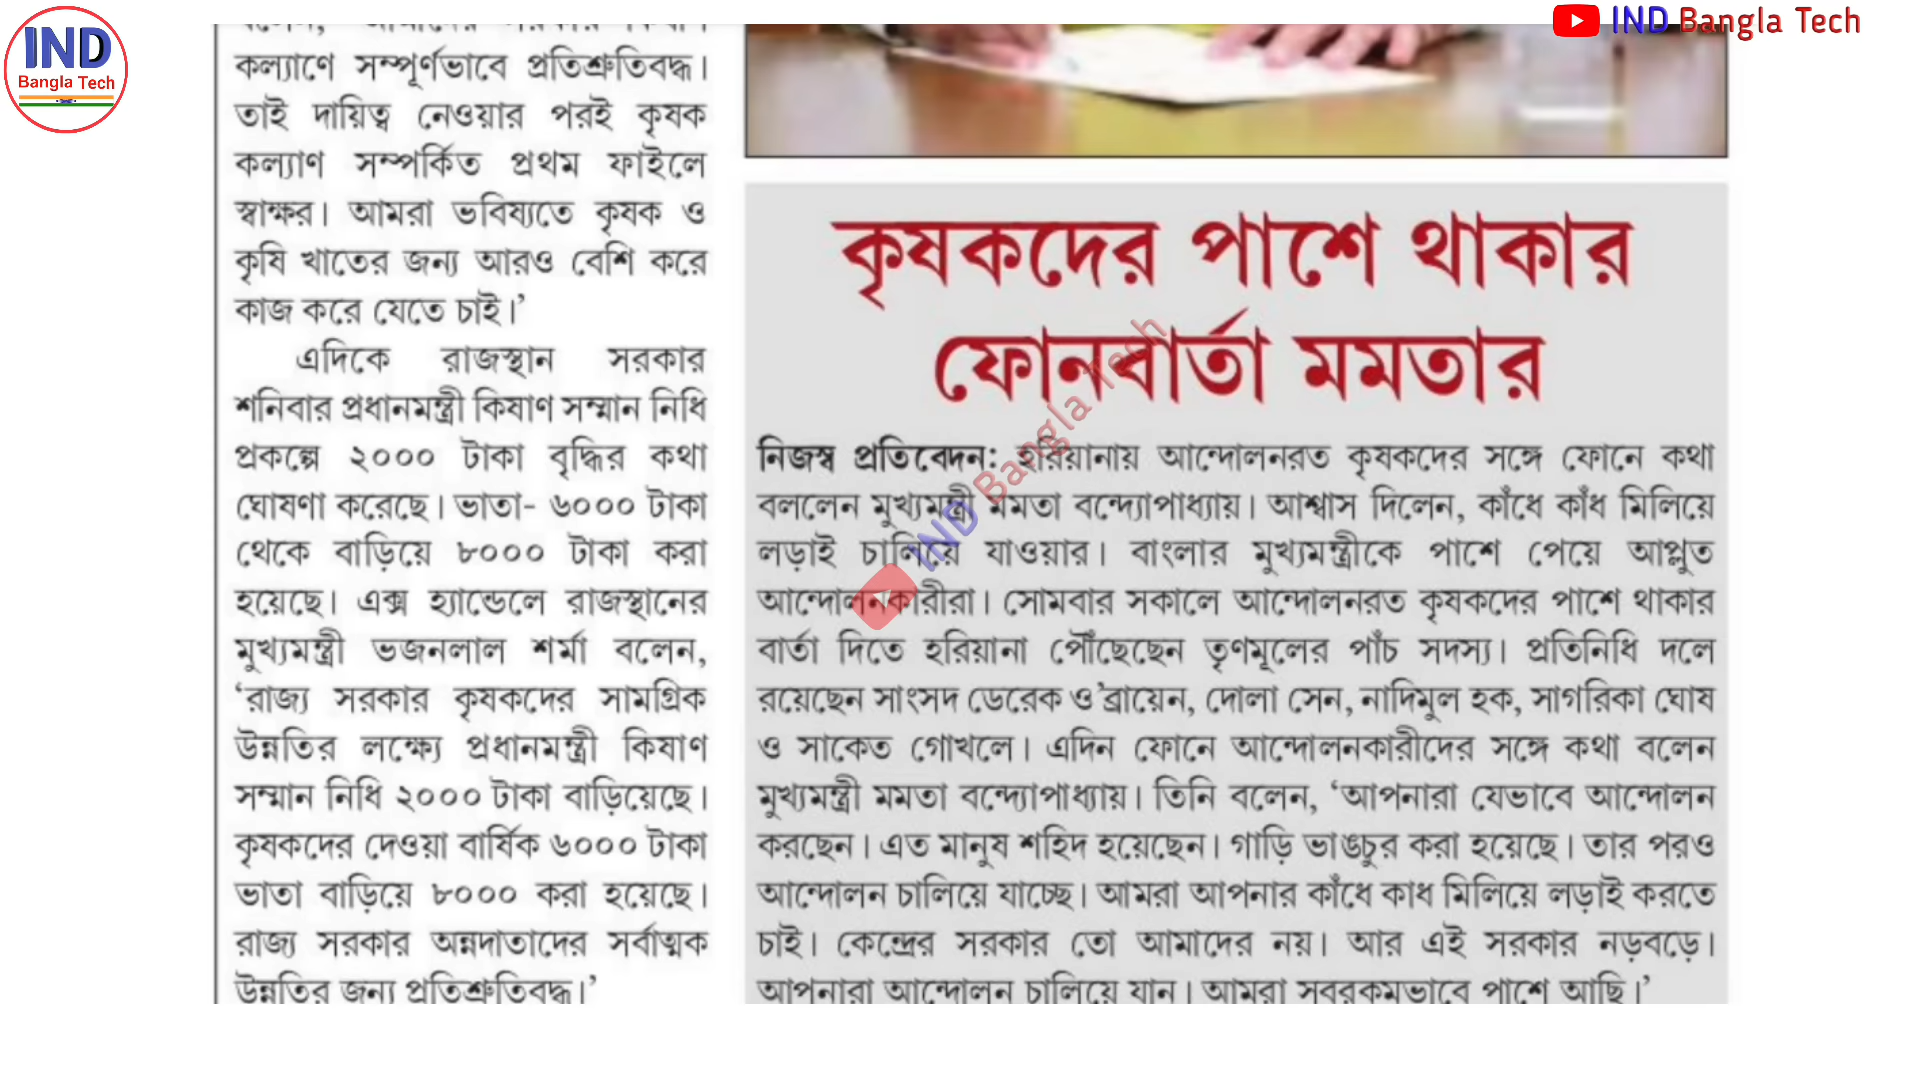 IND
Bangla Tech
IND Bangla Tech
কল্যাণে সম্পূর্ণভাবে প্রতিশ্রুতিবদ্ধ।
তাই দায়িত্ব নেওয়ার পরই কৃষক
কল্যাণ সম্পর্কিত প্রথম ফাইলে
স্বাক্ষর। আমরা ভবিষ্যতে কৃষক ও
কৃষি খাতের জন্য আরও বেশি করে
কাজ করে যেতে চাই।’
এদিকে রাজস্থান সরকার
শনিবার প্রধানমন্ত্রী কিষাণ সম্মান নিধি
প্রকল্পে ২০০০ টাকা বৃদ্ধির কথা
ঘোষণা করেছে। ভাতা- ৬০০০ টাকা
থেকে বাড়িয়ে ৮০০০ টাকা করা
হয়েছে। এক্স হ্যান্ডেলে রাজস্থানের
মুখ্যমন্ত্রী ভজনলাল শর্মা বলেন,
‘রাজ্য সরকার কৃষকদের সামগ্রিক
উন্নতির লক্ষ্যে প্রধানমন্ত্রী কিষাণ
সম্মান নিধি ২০০০ টাকা বাড়িয়েছে।
কৃষকদের দেওয়া বার্ষিক ৬০০০ টাকা
ভাতা বাড়িয়ে ৮০০০ করা হয়েছে।
রাজ্য সরকার অন্নদাতাদের সর্বাত্মক
উন্নতির জন্য প্রতিশ্রুতিবদ্ধ।’
কৃষকদের পাশে থাকার
ফোনবার্তা মমতার
নিজস্ব প্রতিবেদন: হরিয়ানায় আন্দোলনরত কৃষকদের সঙ্গে ফোনে কথা
বললেন মুখ্যমন্ত্রী মমতা বন্দ্যোপাধ্যায়। আশ্বাস দিলেন, কাঁধে কাঁধ মিলিয়ে
লড়াই চালিয়ে যাওয়ার। বাংলার মুখ্যমন্ত্রীকে পাশে পেয়ে আপ্লুত
আন্দোলনকারীরা। সোমবার সকালে আন্দোলনরত কৃষকদের পাশে থাকার
বার্তা দিতে হরিয়ানা পৌঁছেছেন তৃণমূলের পাঁচ সদস্য। প্রতিনিধি দলে
রয়েছেন সাংসদ ডেরেক ও’ব্রায়েন, দোলা সেন, নাদিমুল হক, সাগরিকা ঘোষ
ও সাকেত গোখলে। এদিন ফোনে আন্দোলনকারীদের সঙ্গে কথা বলেন
মুখ্যমন্ত্রী মমতা বন্দ্যোপাধ্যায়। তিনি বলেন, ‘আপনারা যেভাবে আন্দোলন
করছেন। এত মানুষ শহিদ হয়েছেন। গাড়ি ভাঙচুর করা হয়েছে। তার পরও
আন্দোলন চালিয়ে যাচ্ছে। আমরা আপনার কাঁধে কাধ মিলিয়ে লড়াই করতে
চাই। কেন্দ্রের সরকার তো আমাদের নয়। আর এই সরকার নড়বড়ে।
আপনারা আন্দোলন চালিয়ে যান। আমরা সবরকমভাবে পাশে আছি।’
IND Bangla Tech